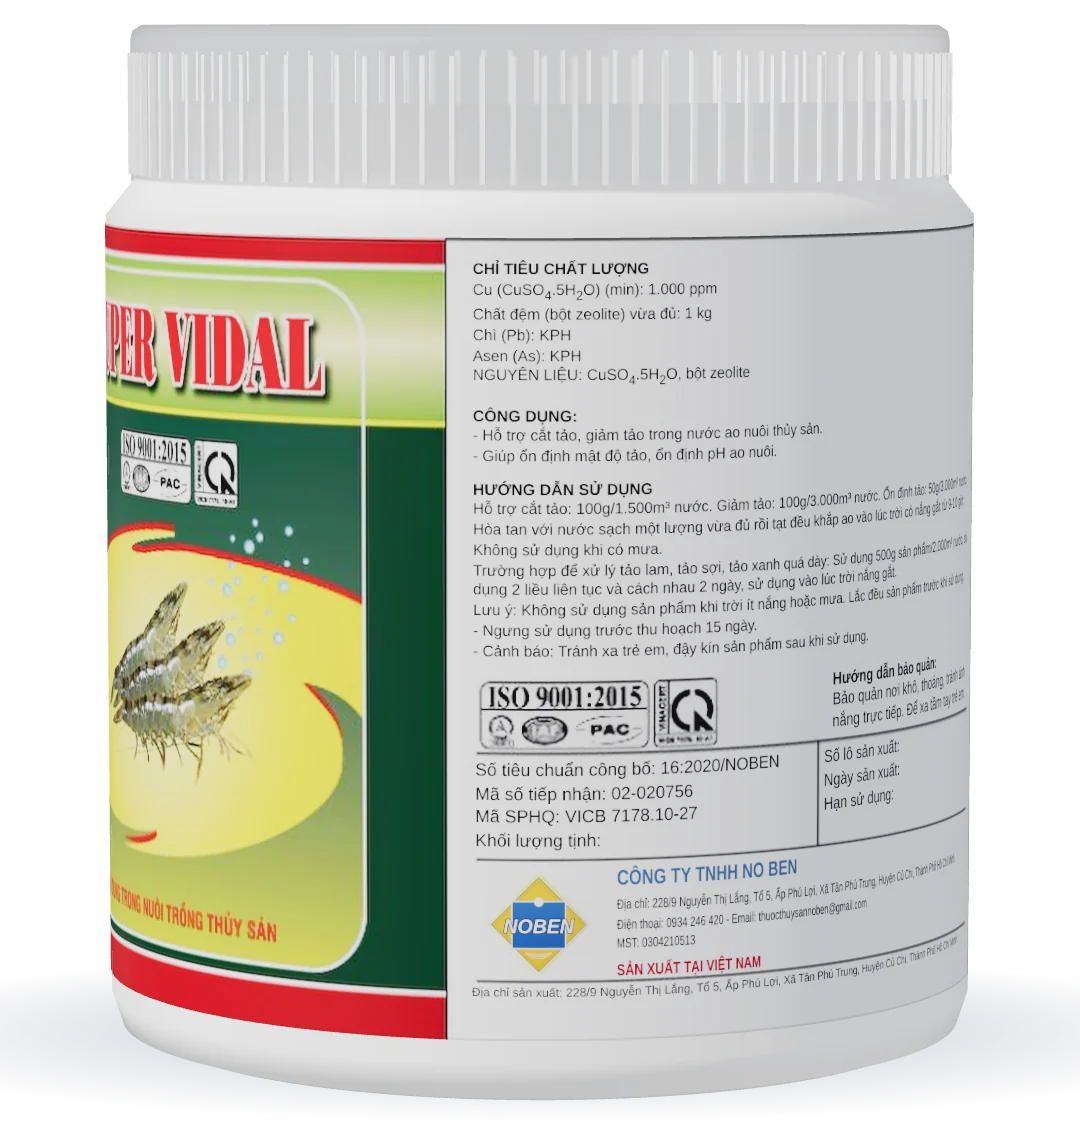 UPER VIDAL
ISO 9001:2015
PAC
TRONG NUÔI TRỒNG THỦY SẢN
CHỈ TIÊU CHẤT LƯỢNG
Cu (CuSO4.5H2O) (min): 1.000 ppm
Chất đệm (bột zeolite) vừa đủ: 1 kg
Chì (Pb): KPH
Asen (As): KPH
NGUYÊN LIỆU: CuSO4.5H2O, bột zeolite
CÔNG DỤNG:
- Hỗ trợ cắt tảo, giảm tảo trong nước ao nuôi thủy sản.
- Giúp ổn định mật độ tảo, ổn định pH ao nuôi.
HƯỚNG DẪN SỬ DỤNG
Hỗ trợ cắt tảo: 100g/1.500m³ nước. Giảm tảo: 100g/3.000m³ nước. Ổn định tảo: 50g/3.000m³ nước
Hòa tan với nước sạch một lượng vừa đủ rồi tạt đều khắp ao vào lúc trời có nắng gắt từ 9-10 giờ.
Không sử dụng khi có mưa.
Trường hợp để xử lý tảo lam, tảo sợi, tảo xanh quá dày: Sử dụng 500g sản phẩm/2.000m³ nước, sử
dụng 2 liều liên tục và cách nhau 2 ngày, sử dụng vào lúc trời nắng gắt.
Lưu ý: Không sử dụng sản phẩm khi trời ít nắng hoặc mưa. Lắc đều sản phẩm trước khi sử dụng.
- Ngưng sử dụng trước thu hoạch 15 ngày.
- Cảnh báo: Tránh xa trẻ em, đậy kín sản phẩm sau khi sử dụng.
Hướng dẫn bảo quản:
Bảo quản nơi khô, thoáng, tránh ánh
nắng trực tiếp. Để xa tầm tay trẻ em.
ISO 9001:2015
PAC
VINACERT
Số tiêu chuẩn công bố: 16:2020/NOBEN
Mã số tiếp nhận: 02-020756
Mã SPHQ: VICB 7178.10-27
Khối lượng tịnh:
Số lô sản xuất:
Ngày sản xuất:
Hạn sử dụng:
NOBEN
CÔNG TY TNHH NO BEN
Địa chỉ: 228/9 Nguyễn Thị Lắng, Tổ 5, Ấp Phú Lợi, Xã Tân Phú Trung, Huyện Củ Chi, Thành Phố Hồ Chí Minh
Điện thoại: 0934 246 420 - Email: thuocthuysannoben@gmail.com
MST: 0304210513
SẢN XUẤT TẠI VIỆT NAM
Địa chỉ sản xuất: 228/9 Nguyễn Thị Lắng, Tổ 5, Ấp Phú Lợi, Xã Tân Phú Trung, Huyện Củ Chi, Thành Phố Hồ Chí Minh